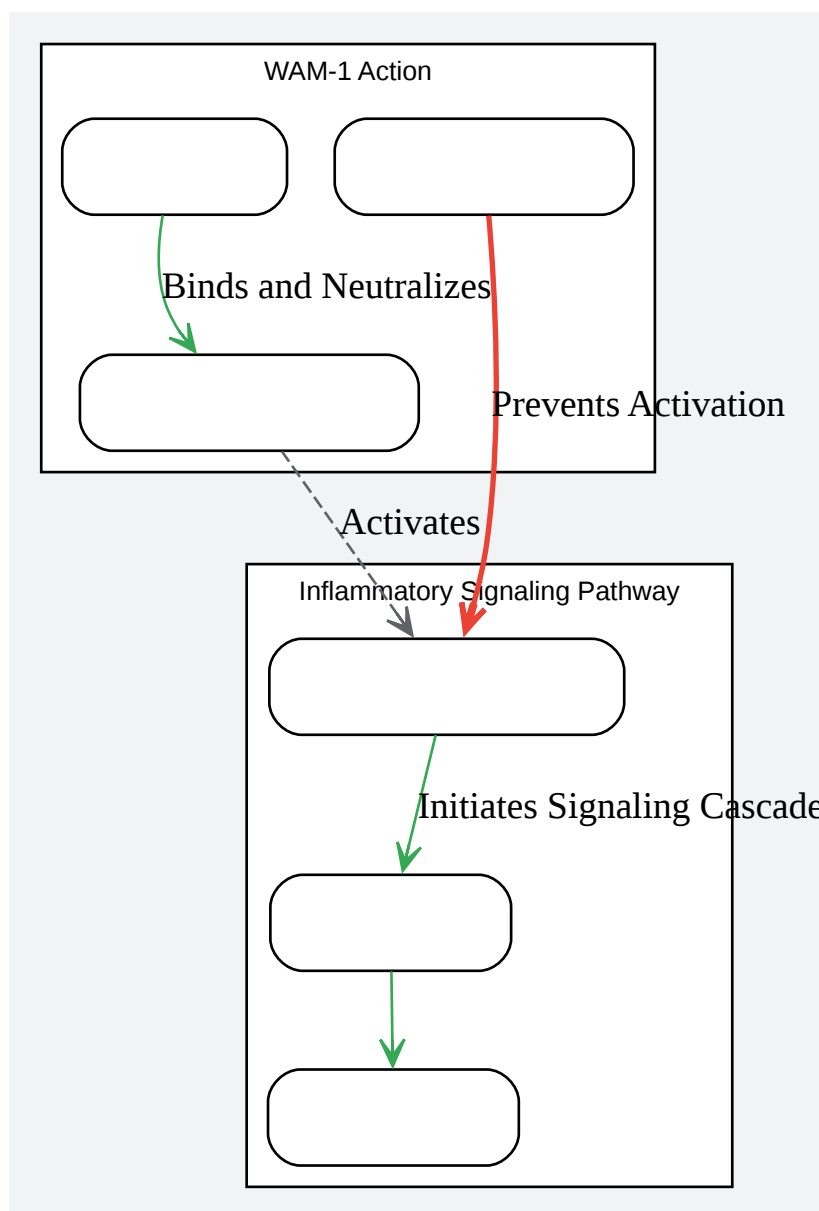 WAM-1 Action
Binds and Neutralizes
Prevents Activation
Activates
Inflammatory Signaling Pathway
Initiates Signaling Cascade